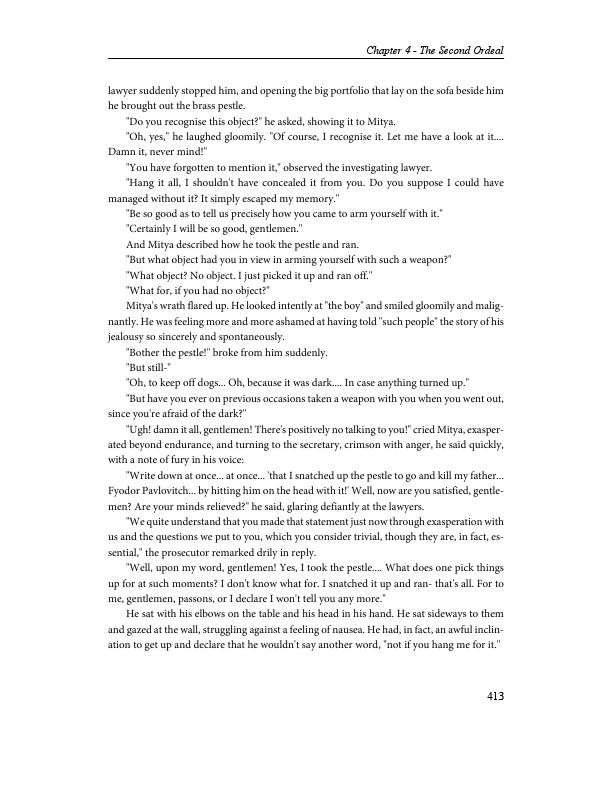 Chapter 4 - The Second Ordeal
lawyer suddenly stopped him, and opening the big portfolio that lay on the sofa beside him
he brought out the brass pestle.
"Do you recognise this object?" he asked, showing it to Mitya.
"Oh, yes," he laughed gloomily. "Of course, I recognise it. Let me have a look at it....
Damn it, never mind!"
"You have forgotten to mention it," observed the investigating lawyer.
"Hang it all, I shouldn't have concealed it from you. Do you suppose I could have
managed without it? It simply escaped my memory."
"Be so good as to tell us precisely how you came to arm yourself with it."
"Certainly I will be so good, gentlemen."
And Mitya described how he took the pestle and ran.
"But what object had you in view in arming yourself with such a weapon?"
"What object? No object. I just picked it up and ran off."
"What for, if you had no object?"
Mitya's wrath flared up. He looked intently at "the boy" and smiled gloomily and malig-
nantly. He was feeling more and more ashamed at having told "such people" the story of his
jealousy so sincerely and spontaneously.
"Bother the pestle!" broke from him suddenly.
"But still-"
"Oh, to keep off dogs... Oh, because it was dark.... In case anything turned up."
"But have you ever on previous occasions taken a weapon with you when you went out,
since you're afraid of the dark?"
"Ugh! damn it all, gentlemen! There's positively no talking to you!" cried Mitya, exasper-
ated beyond endurance, and turning to the secretary, crimson with anger, he said quickly,
with a note of fury in his voice:
"Write down at once... at once... 'that I snatched up the pestle to go and kill my father...
Fyodor Pavlovitch... by hitting him on the head with it!' Well, now are you satisfied, gentle-
men? Are your minds relieved?" he said, glaring defiantly at the lawyers.
"We quite understand that you made that statement just now through exasperation with
us and the questions we put to you, which you consider trivial, though they are, in fact, es-
sential," the prosecutor remarked drily in reply.
"Well, upon my word, gentlemen! Yes, I took the pestle.... What does one pick things
up for at such moments? I don't know what for. I snatched it up and ran- that's all. For to
me, gentlemen, passons, or I declare I won't tell you any more."
He sat with his elbows on the table and his head in his hand. He sat sideways to them
and gazed at the wall, struggling against a feeling of nausea. He had, in fact, an awful inclin-
ation to get up and declare that he wouldn't say another word, "not if you hang me for it."
413